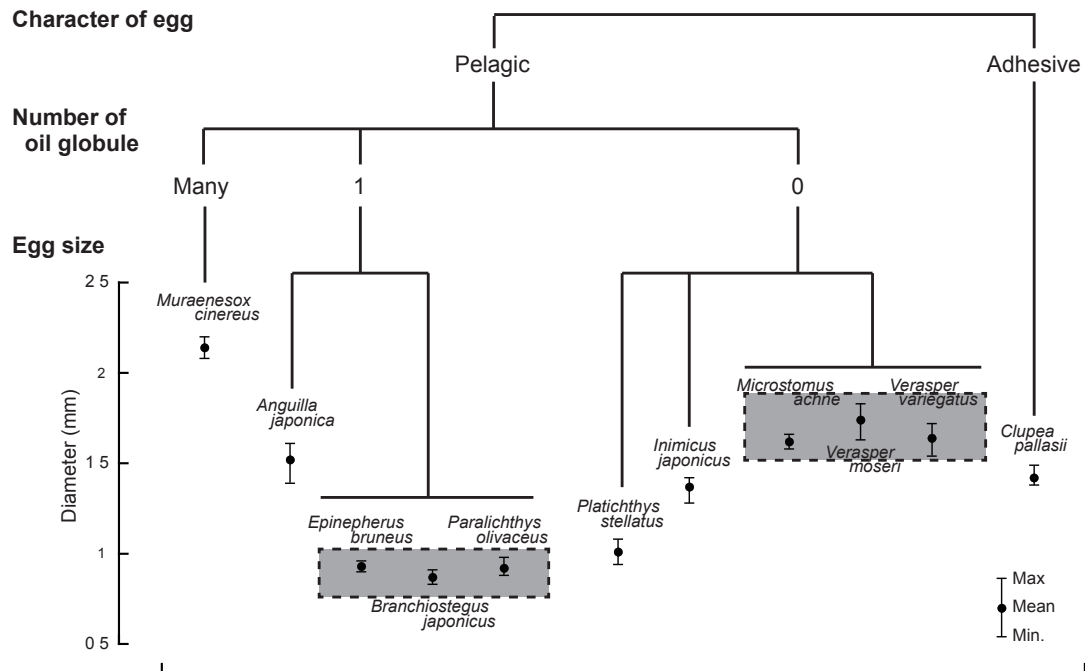 Character of egg
Pelagic
Adhesive
Number of
oil globule
Many
1
0
Egg size
2 5
Muraenesox
cinereus
2
Microstomus
achne
Verasper
variegatus
Anguilla
japonica
Inimicus
japonicus
Clupea
pallasii
Verasper
moseri
1 5
Diameter (mm)
Platichthys
stellatus
Epinepherus
bruneus
Paralichthys
olivaceus
1
Branchiostegus
japonicus
Max
Mean
Min.
0 5